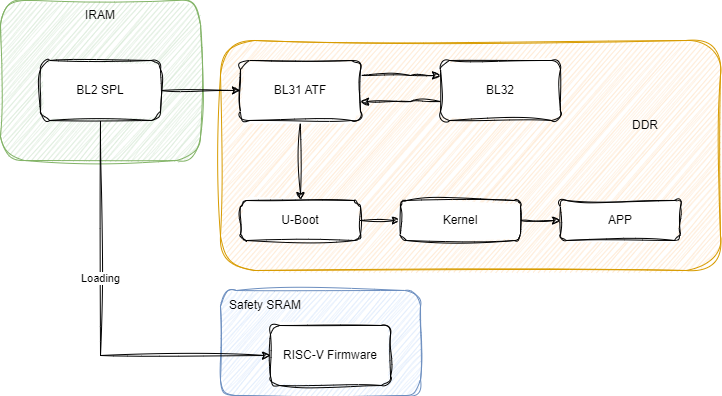 IRAM
BL2 SPL
BL31 ATF
BL32
DDR
U-Boot
Kernel
APP
Loading
Safety SRAM
RISC-V Firmware